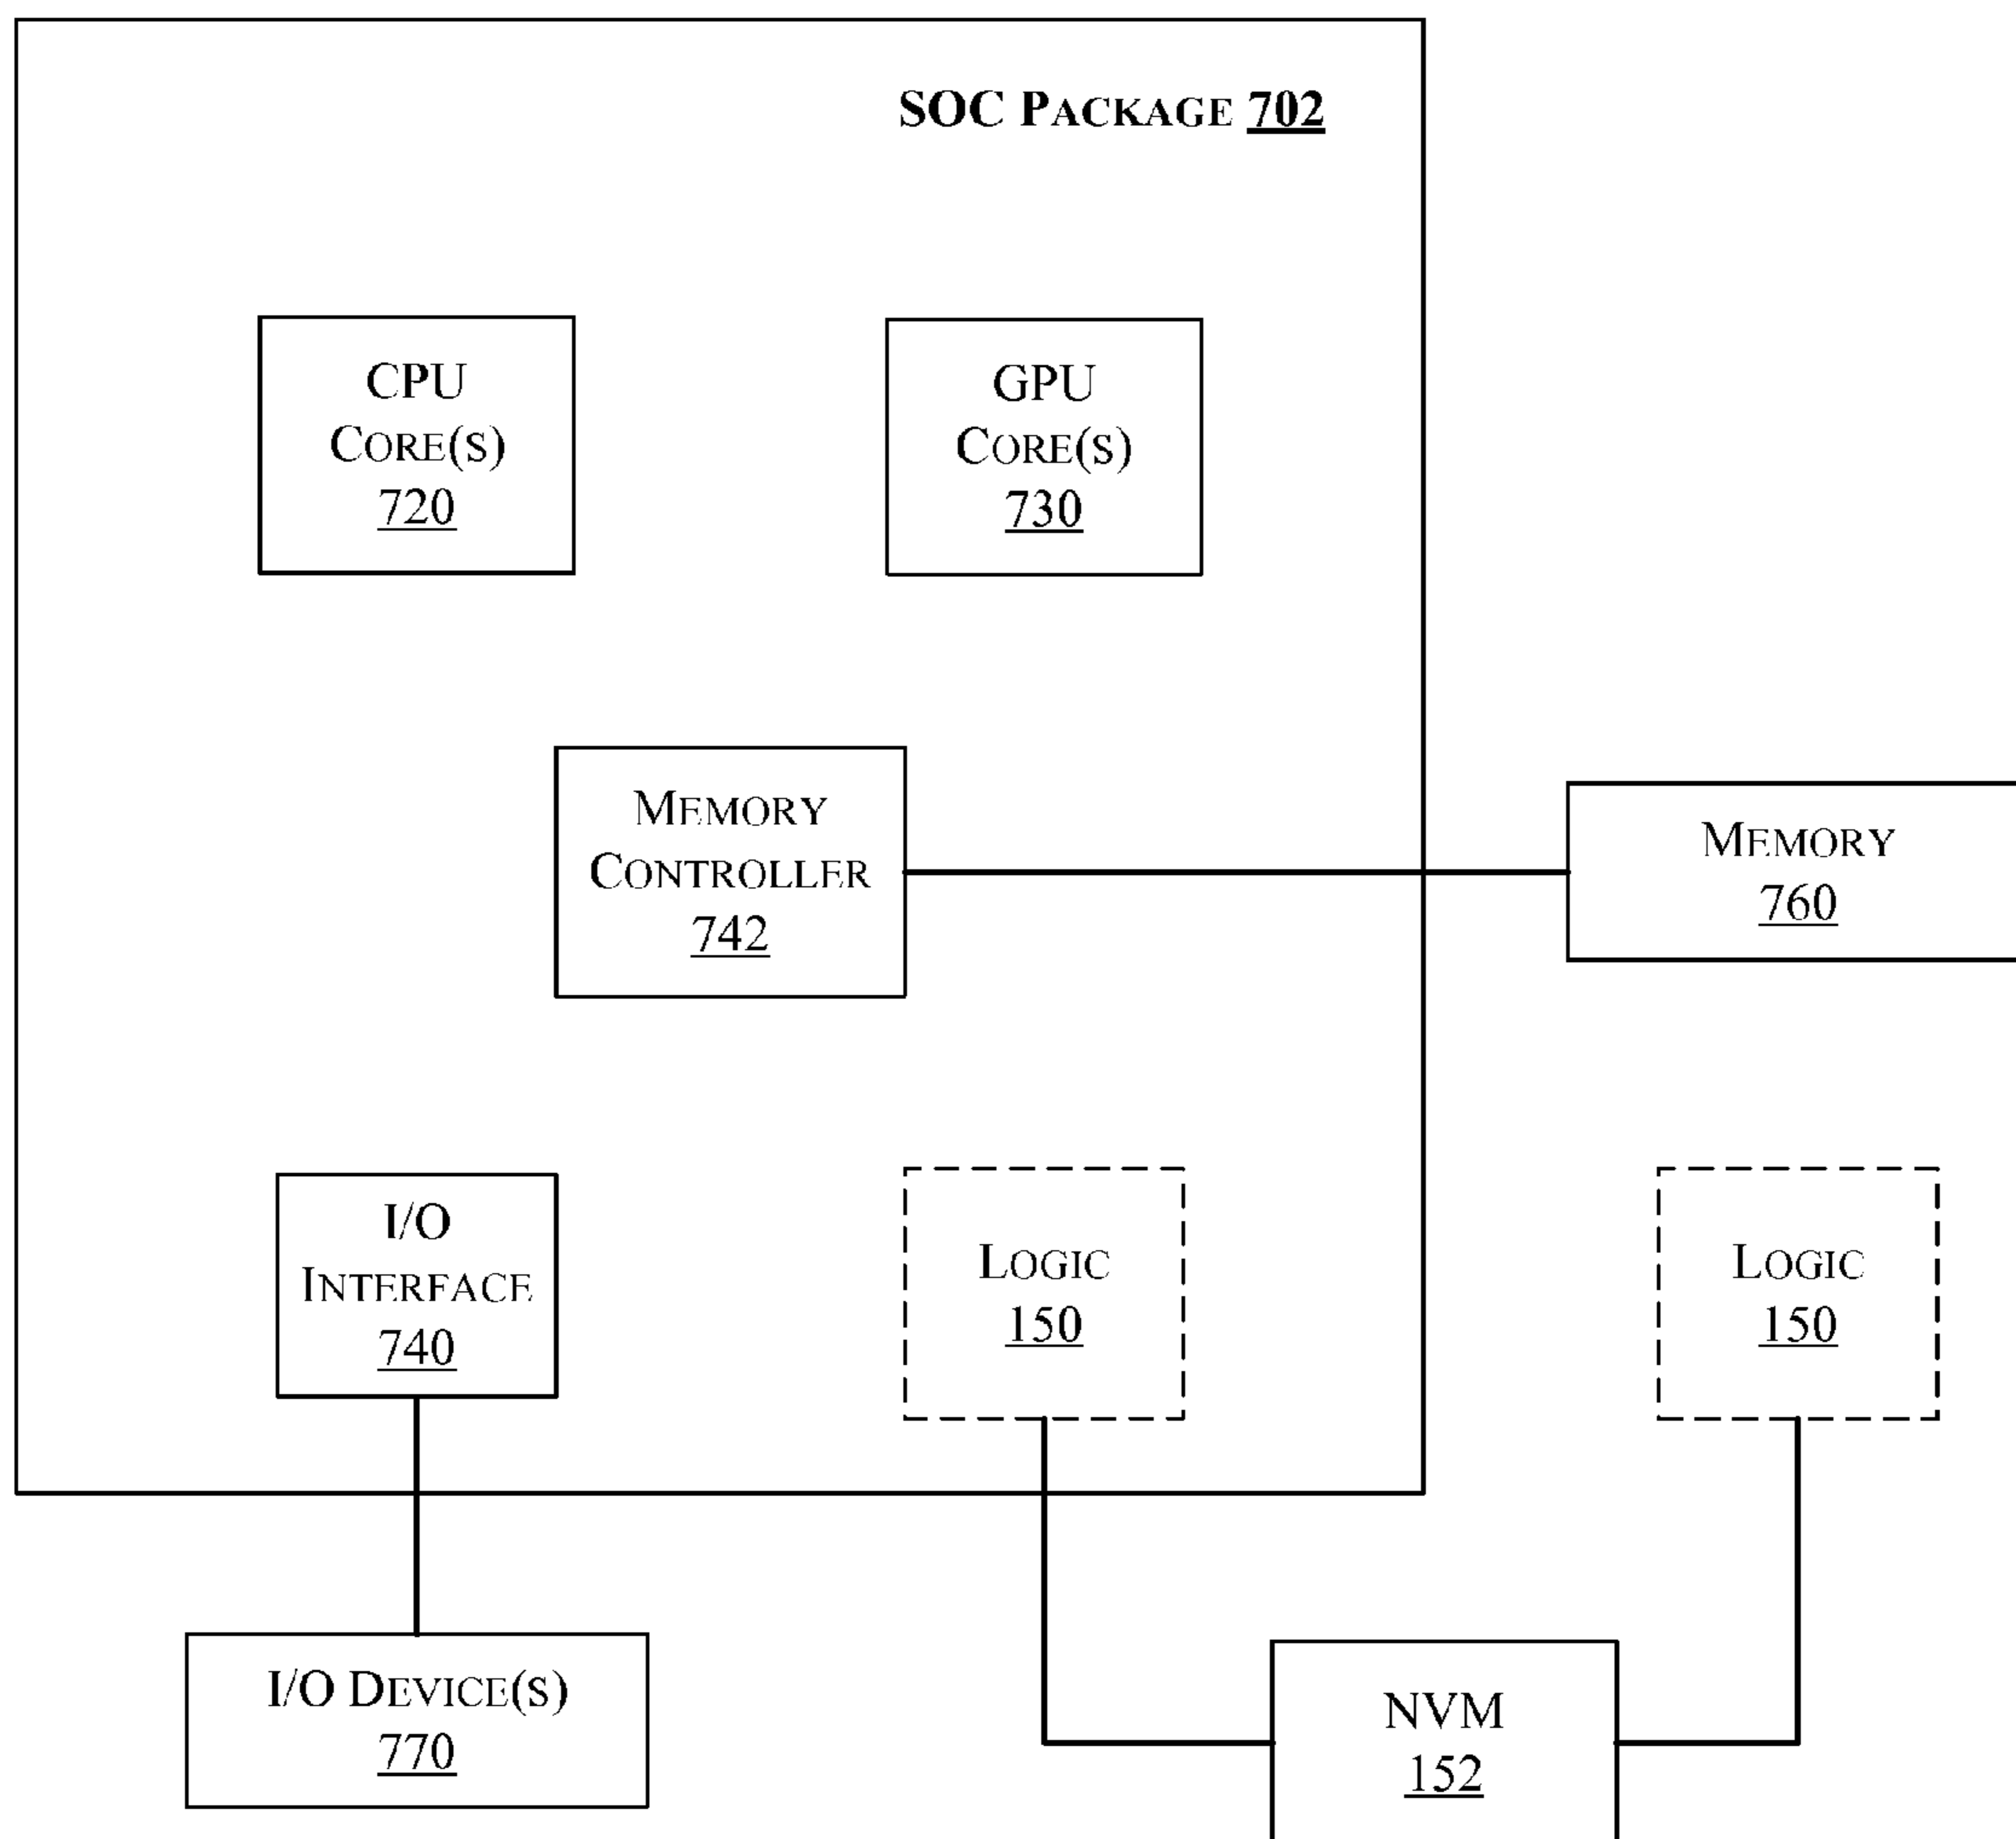 SOC PACKAGE 702
CPU
CORE(S)
720
GPU
CORE(S)
730
MEMORY
CONTROLLER
742
MEMORY
760
I/O
INTERFACE
740
LOGIC
150
LOGIC
150
I/O DEVICE(S)
770
NVM
152